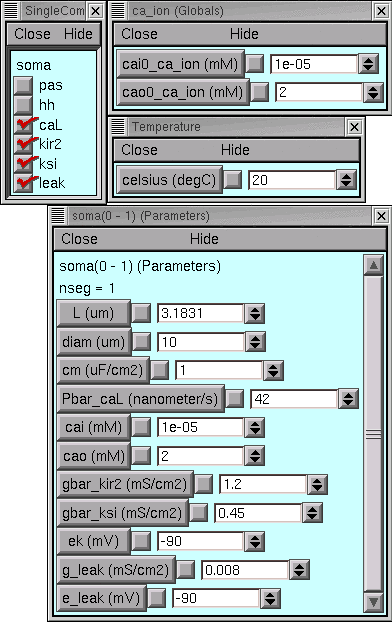 SingleCom
Close Hide
soma
pas
hh
caL
kir2
ksi
leak
ca_ion (Globals)
Close Hide
cai0_ca_ion (mM) 1e-05
cao0_ca_ion (mM) 2
Temperature
Close Hide
celsius (degC) 20
soma(0 - 1) (Parameters)
Close Hide
soma(0 - 1) (Parameters)
nseg = 1
L (um) 3.1831
diam (um) 10
cm (uF/cm2) 1
Pbar_caL (nanometer/s) 42
cai (mM) 1e-05
cao (mM) 2
gbar_kir2 (mS/cm2) 1.2
gbar_ksi (mS/cm2) 0.45
ek (mV) -90
g_leak (mS/cm2) 0.008
e_leak (mV) -90